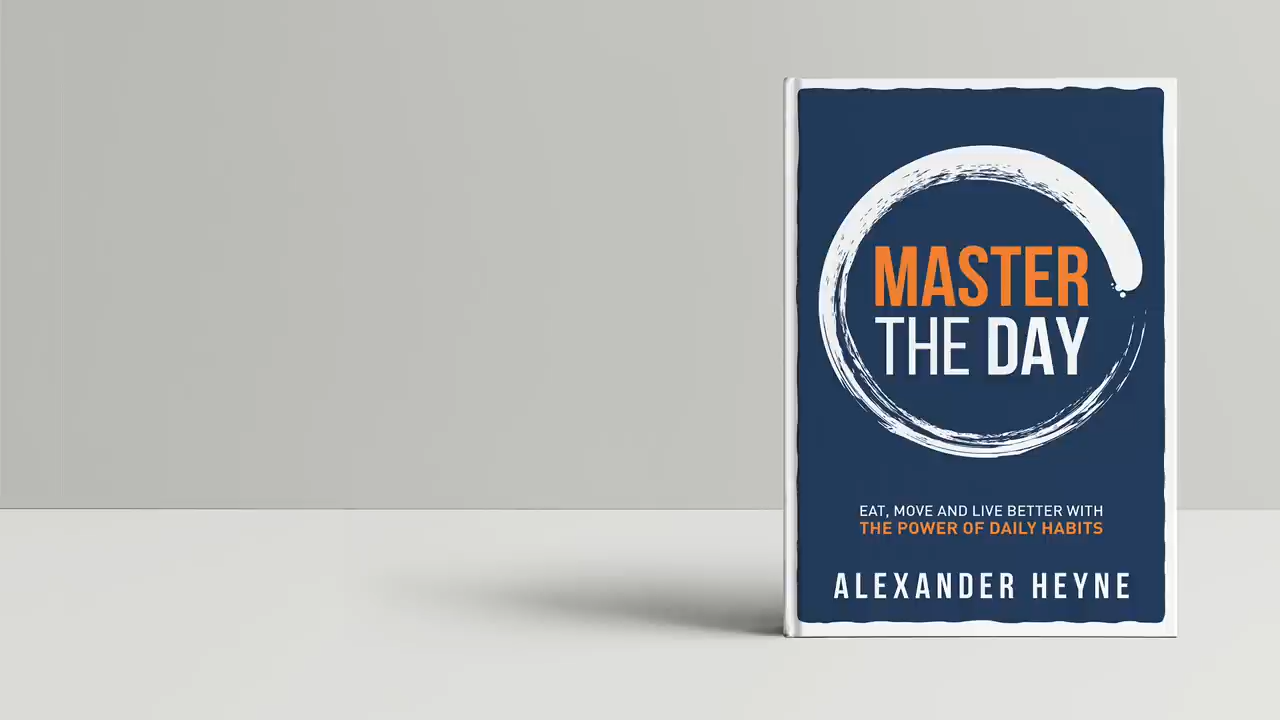 MASTER
THE DAY
EAT, MOVE AND LIVE BETTER WITH
THE POWER OF DAILY HABITS
ALEXANDER HEYNE